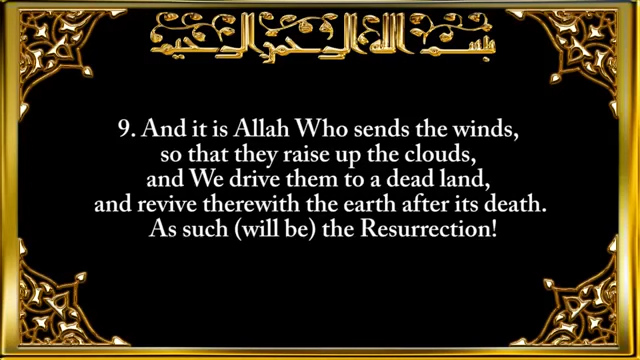 بسم الله الرحمن الرحيم
9. And it is Allah Who sends the winds,
so that they raise up the clouds,
and We drive them to a dead land,
and revive therewith the earth after its death.
As such (will be) the Resurrection!